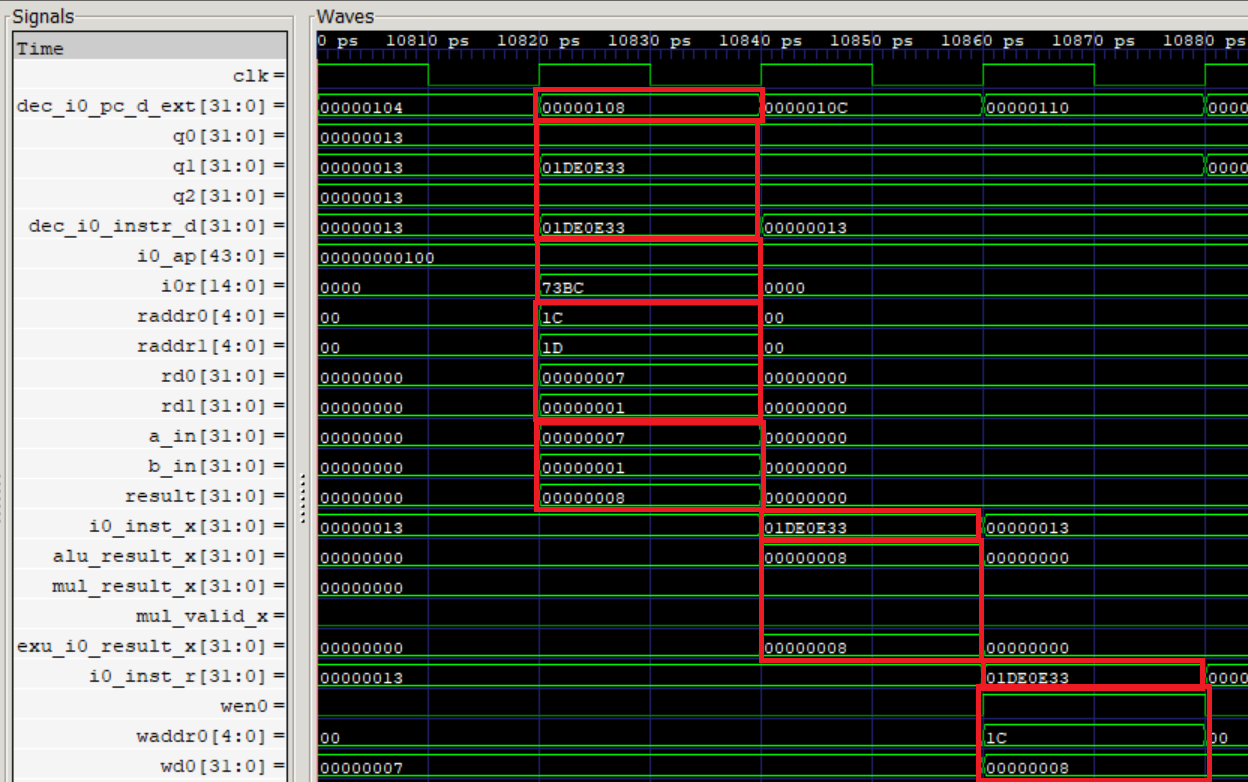 Signals Waves
Time 0 ps 10810 ps 10820 ps 10830 ps 10840 ps 10850 ps 10860 ps 10870 ps 10880 ps
clk =
dec_i0_pc_d_ext[31:0] = 00000104 00000108 0000010C 00000110 0000
q0[31:0] = 00000013
q1[31:0] = 00000013 01DE0E33 0000
q2[31:0] = 00000013
dec_i0_instr_d[31:0] = 00000013 01DE0E33 00000013
i0_ap[43:0] = 00000000100
i0r[14:0] = 0000 73BC 0000
raddr0[4:0] = 00 1C 00
raddr1[4:0] = 00 1D 00
rd0[31:0] = 00000000 00000007 00000000
rd1[31:0] = 00000000 00000001 00000000
a_in[31:0] = 00000000 00000007 00000000
b_in[31:0] = 00000000 00000001 00000000
result[31:0] = 00000000 00000008 00000000
i0_inst_x[31:0] = 00000013 01DE0E33 00000013
alu_result_x[31:0] = 00000000 00000008 00000000
mul_result_x[31:0] = 00000000
mul_valid_x =
exu_i0_result_x[31:0] = 00000000 00000008 00000000
i0_inst_r[31:0] = 00000013 01DE0E33 0000
wen0 =
waddr0[4:0] = 00 1C 00
wd0[31:0] = 00000007 00000008